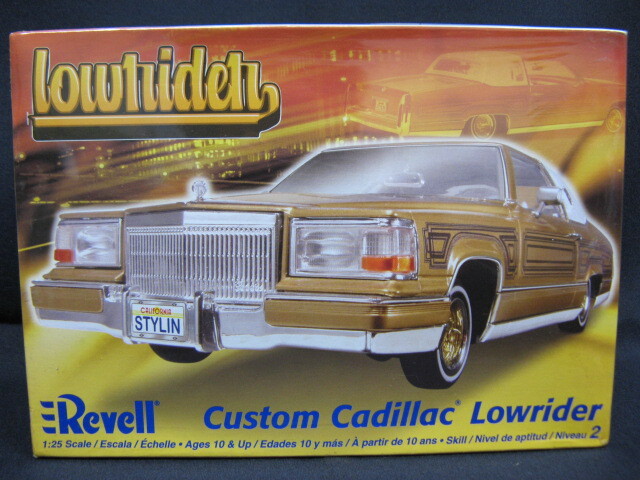 lowrider
CALIFORNIA
STYLIN
Revell
Custom Cadillac® Lowrider
1:25 Scale / Escala / Échelle • Ages 10 & Up / Edades 10 y más / À partir de 10 ans • Skill / Nivel de aptitud / Niveau 2